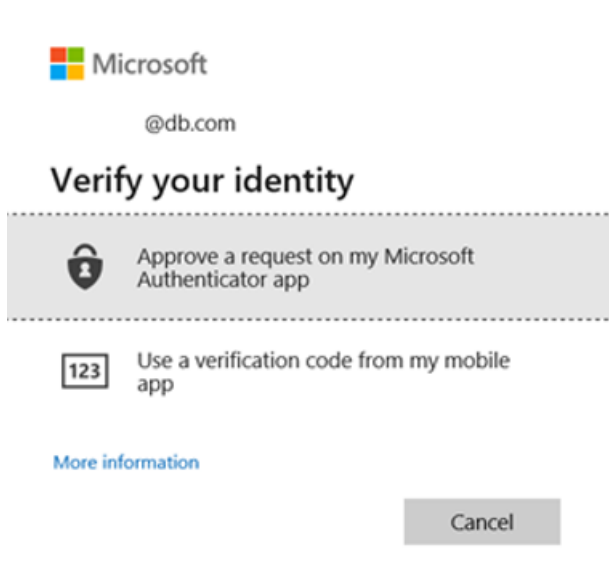 Microsoft
@db.com
Verify your identity
Approve a request on my Microsoft
Authenticator app
123
Use a verification code from my mobile
app
More information
Cancel